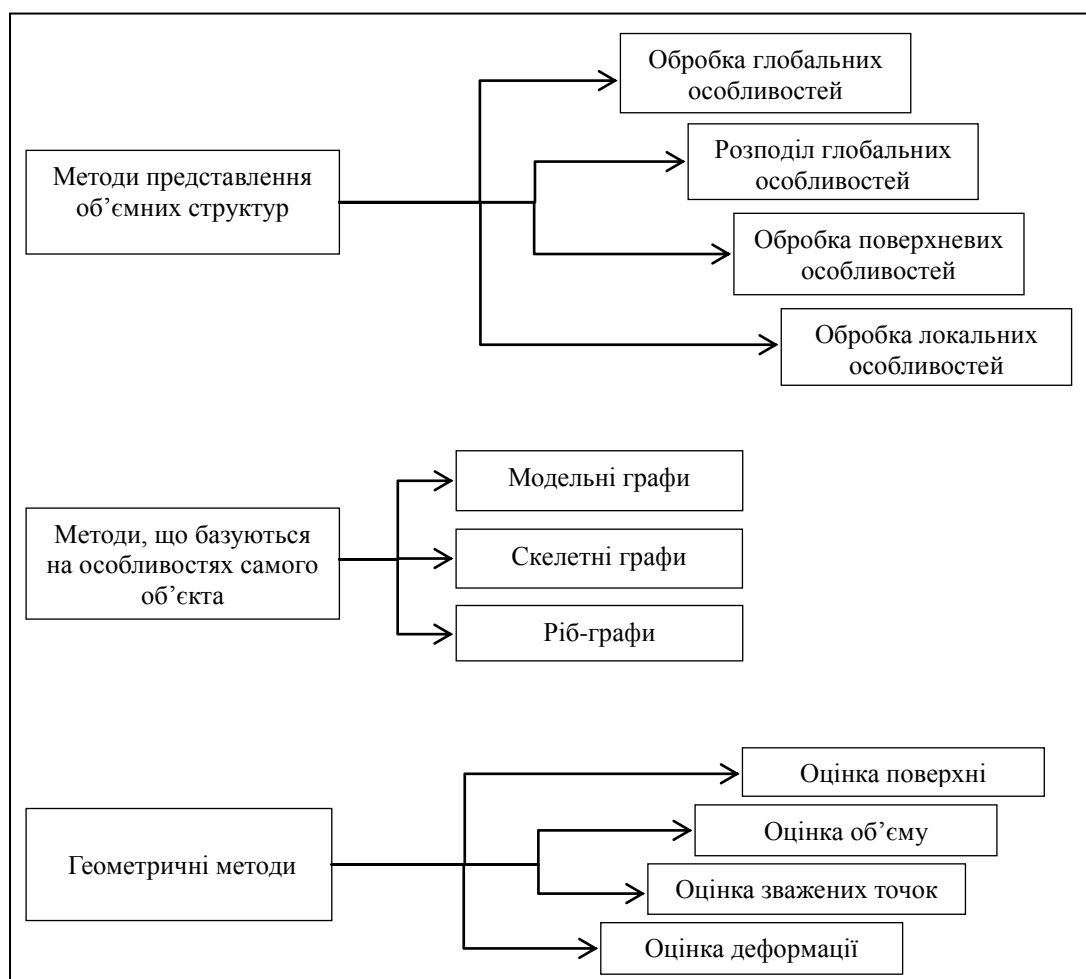 Методи представлення
об’ємних структур
Обробка глобальних
особливостей
Розподіл глобальних
особливостей
Обробка поверхневих
особливостей
Обробка локальних
особливостей
Методи, що базуються
на особливостях самого
об’єкта
Модельні графи
Скелетні графи
Ріб-графи
Геометричні методи
Оцінка поверхні
Оцінка об’єму
Оцінка зважених точок
Оцінка деформації